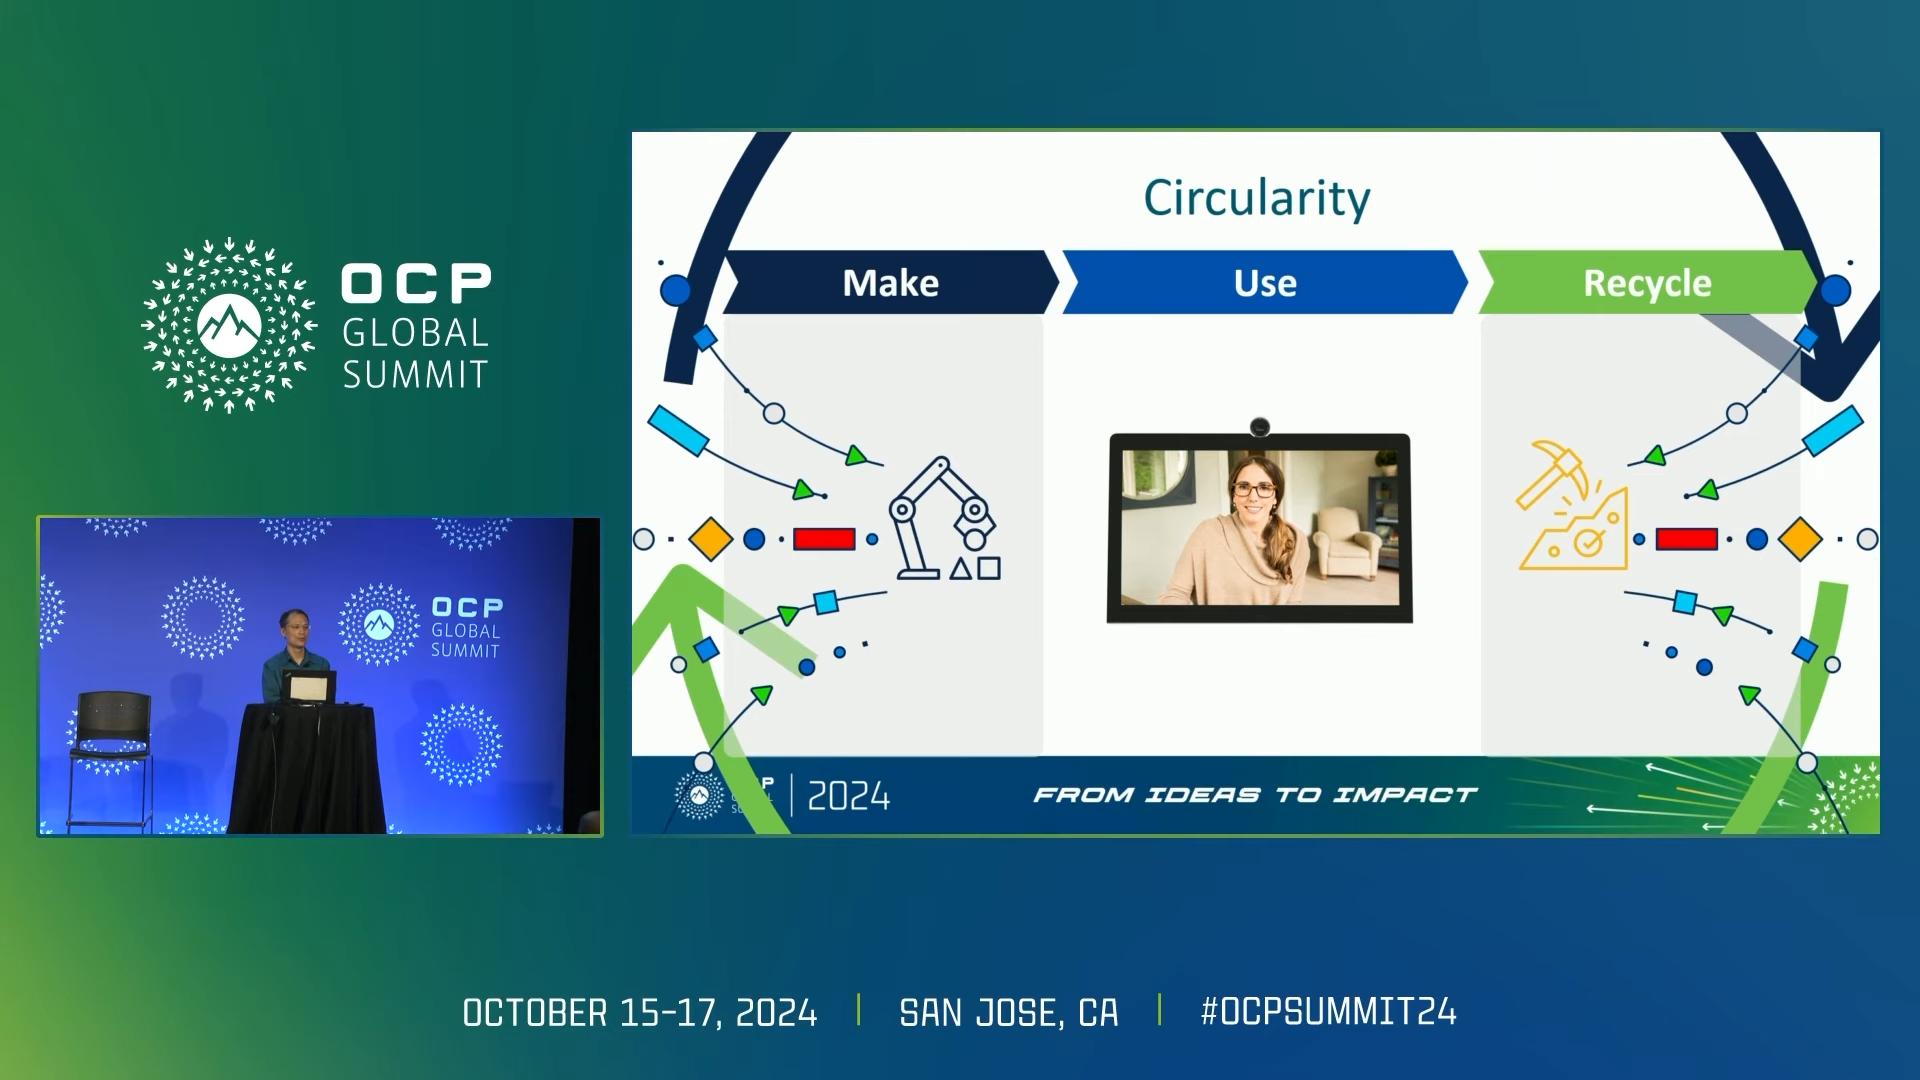 OCP
GLOBAL
SUMMIT
Circularity
Make
Use
Recycle
OCP
GLOBAL
SUMMIT
2024
FROM IDEAS TO IMPACT
OCTOBER 15-17, 2024
SAN JOSE, CA
#OCPSUMMIT24